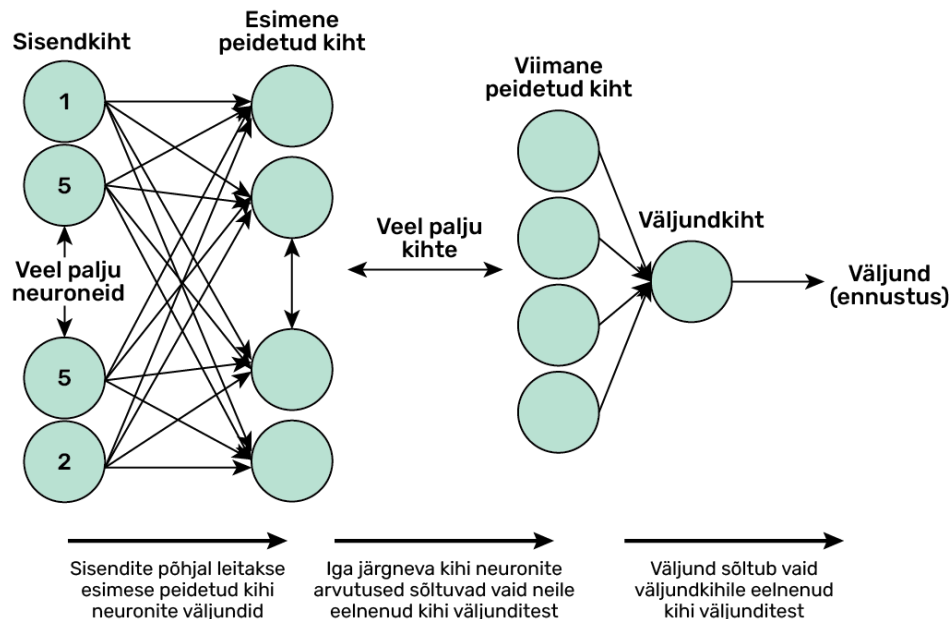 Sisendkiht
Esimene
peidetud kiht
1
5
Veel palju
neuroneid
5
2
Veel palju
kihte
Viimane
peidetud kiht
Väljundkiht
Väljund
(ennustus)
Sisendite põhjal leitakse
esimese peidetud kihi
neuronite väljundid
Iga järgneva kihi neuronite
arvutused sõltuvad vaid neile
eelnenud kihi väljunditest
Väljund sõltub vaid
väljundkihile eelnenud
kihi väljunditest